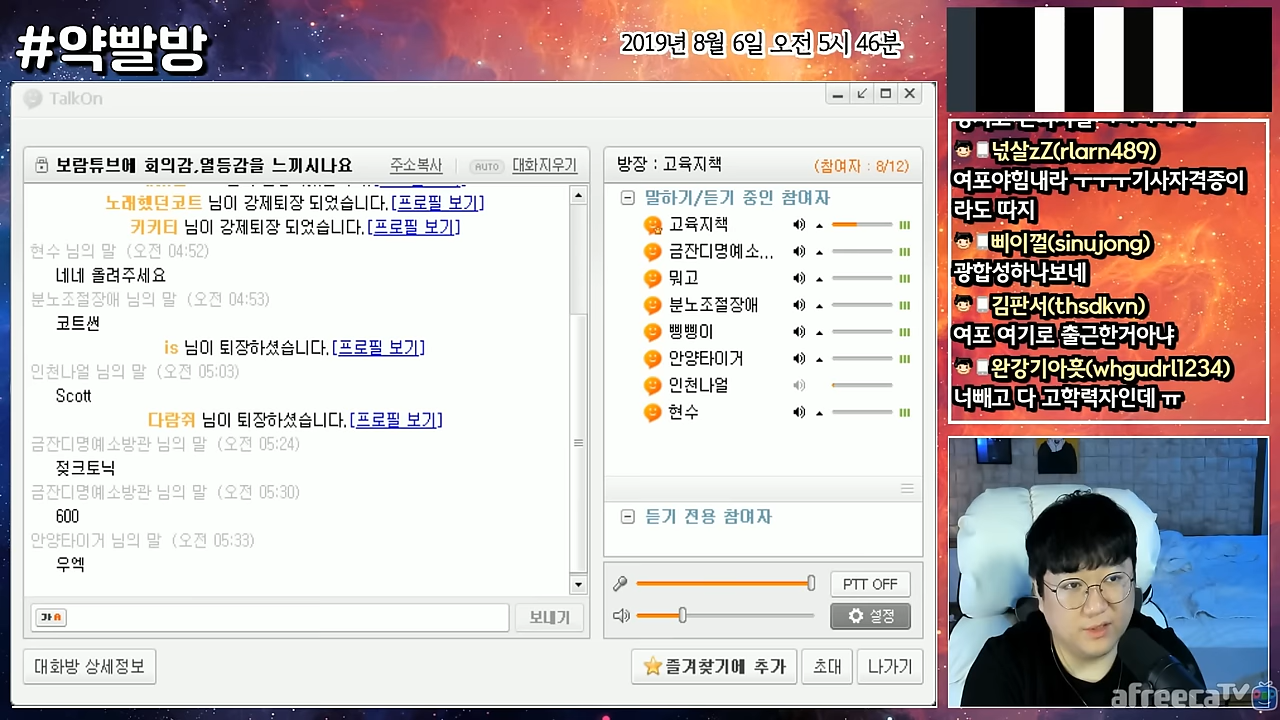 #약빨방
2019년 8월 6일 오전 5시 46분
TalkOn
보람튜브에 회의감,열등감을 느끼시나요
주소복사
AUTO
대화지우기
노래했던코트 님이 강제퇴장 되었습니다.[프로필 보기]
키키티 님이 강제퇴장 되었습니다.[프로필 보기]
현수 님의 말 (오전 04:52)
네네 올려주세요
분노조절장애 님의 말 (오전 04:53)
코트썬
is 님이 퇴장하셨습니다.[프로필 보기]
인천나얼 님의 말 (오전 05:03)
Scott
다람쥐 님이 퇴장하셨습니다.[프로필 보기]
금잔디명예소방관 님의 말 (오전 05:24)
젖크토닉
금잔디명예소방관 님의 말 (오전 05:30)
600
안양타이거 님의 말 (오전 05:33)
우엑
가A
보내기
대화방 상세정보
방장 : 고육지책
(참여자 : 8/12)
말하기/듣기 중인 참여자
고육지책
금잔디명예소...
뭐고
분노조절장애
삥삥이
안양타이거
인천나얼
현수
듣기 전용 참여자
PTT OFF
설정
즐겨찾기에 추가
초대
나가기
넋살zZ(rlarn489)
여포야힘내라 ㅜㅜㅜ기사자격증이
라도 따지
삐이껄(sinujong)
광합성하나보네
김판서(thsdkvn)
여포 여기로 출근한거아냐
완강기아흣(whgudrl1234)
너빼고 다 고학력자인데 ㅠ
afreecaTV